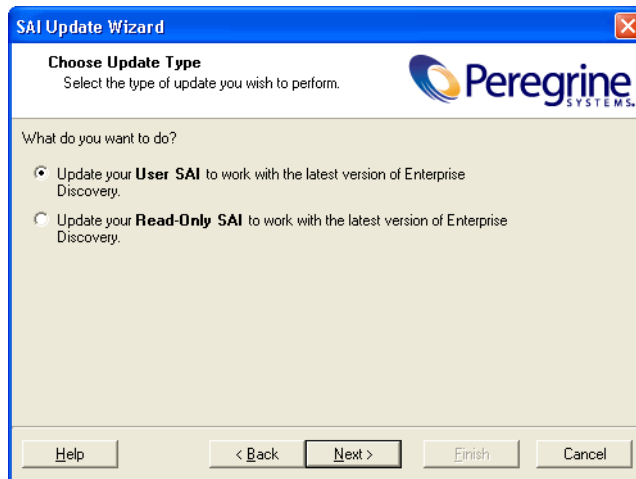 SAI Update Wizard
Choose Update Type
Select the type of update you wish to perform.
Peregrine
SYSTEMS.
What do you want to do?
Update your User SAI to work with the latest version of Enterprise
Discovery.
Update your Read-Only SAI to work with the latest version of Enterprise
Discovery.
Help
< Back
Next >
Finish
Cancel